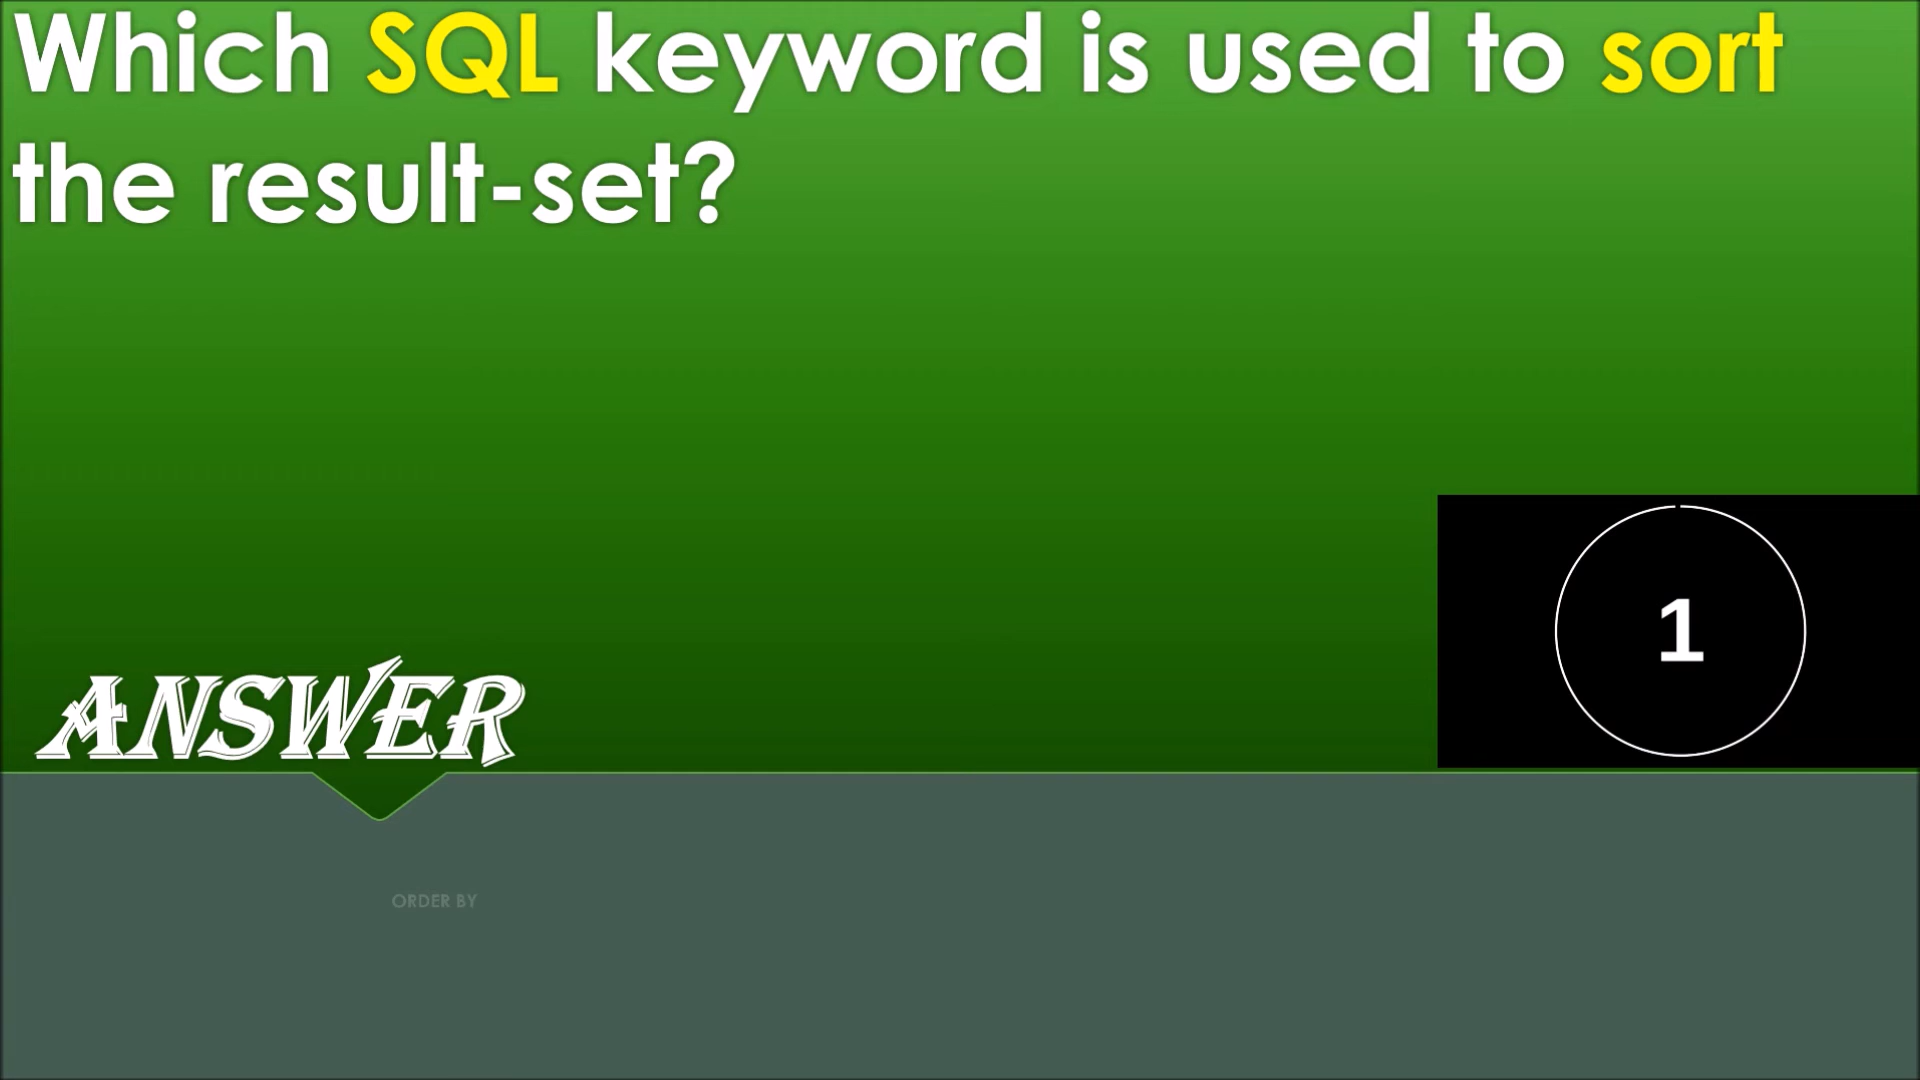 Which SQL keyword is used to sort
the result-set?
1
ANSWER
ORDER BY